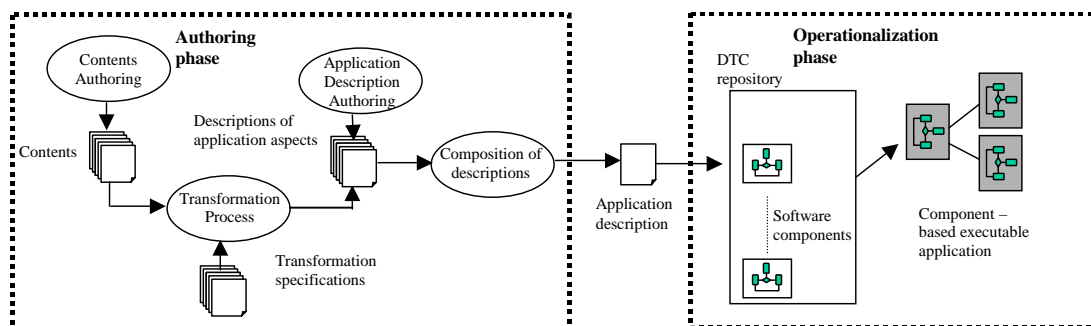 Authoring
phase
Contents
Authoring
Application
Description
Authoring
Descriptions of
application aspects
Contents
Composition of
descriptions
Transformation
Process
Transformation
specifications
Application
description
Operationalization
phase
DTC
repository
Software
components
Component –
based executable
application